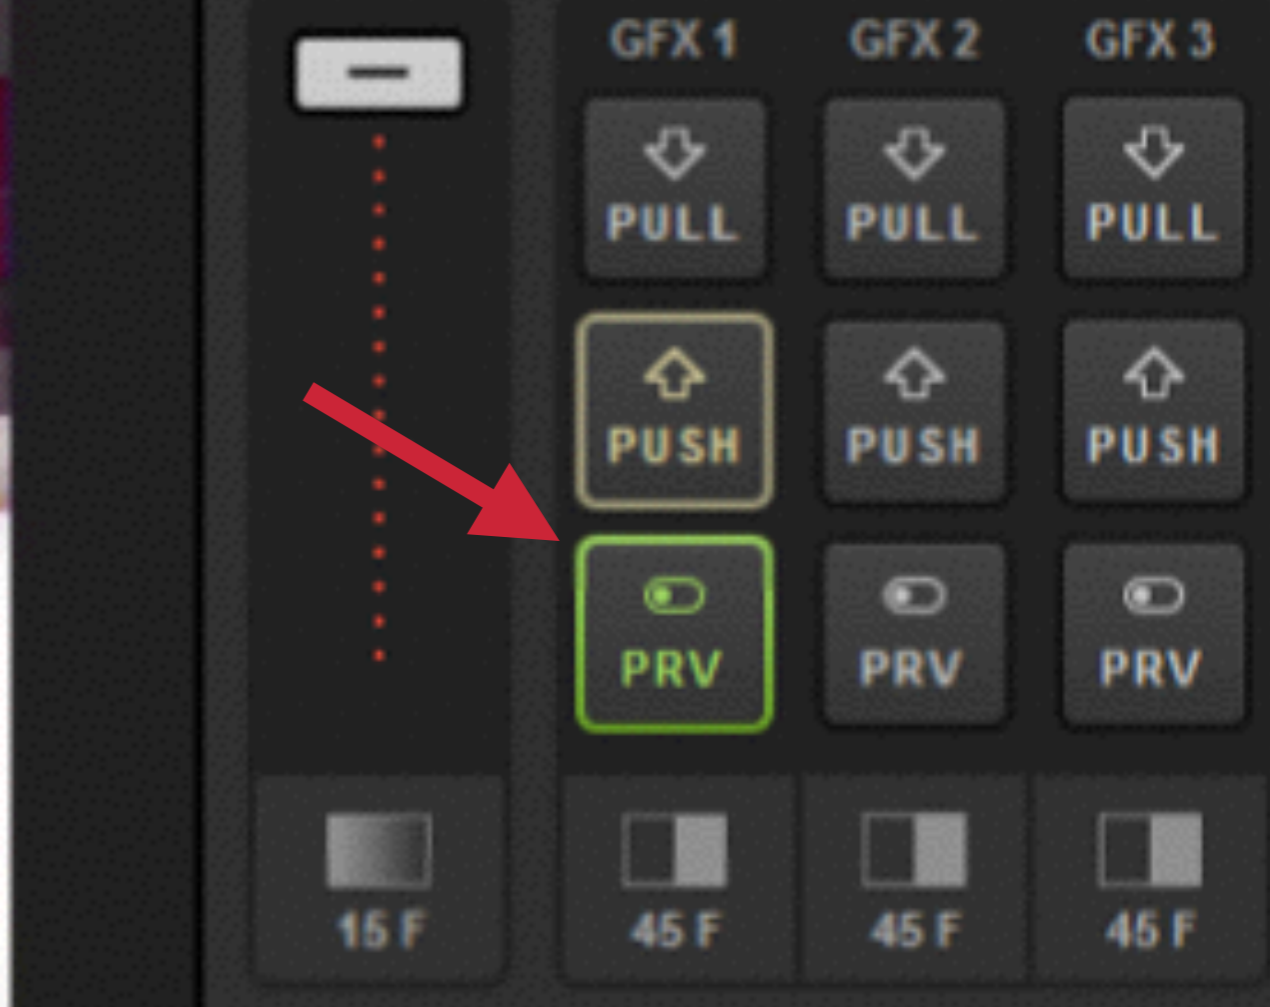 GFX 1 GFX 2 GFX 3
PULL PULL PULL
PUSH PUSH PUSH
PRV PRV PRV
15 F 45 F 45 F 45 F